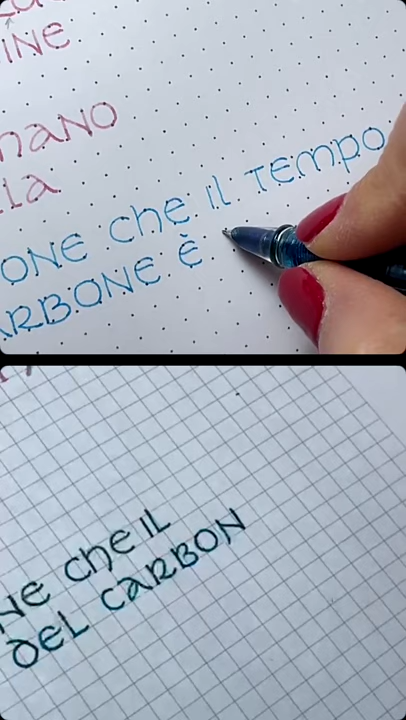 INE
MANO
LLA
ONE che il TEMPO
ARBONE È
NE che IL
DEL CARBON